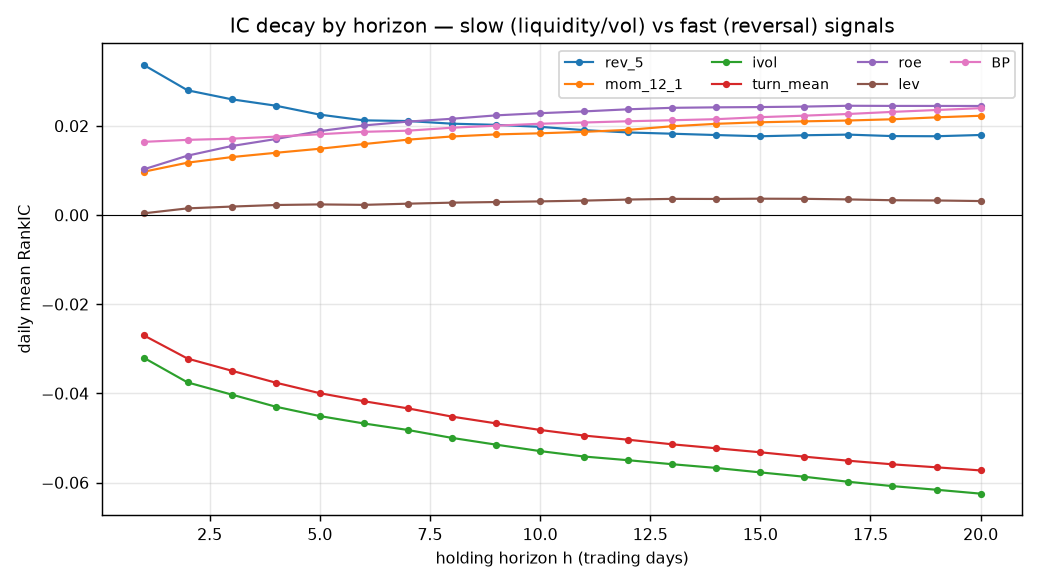 IC decay by horizon — slow (liquidity/vol) vs fast (reversal) signals
rev_5 ivol roe BP
mom_12_1 turn_mean lev
daily mean RankIC
0.02
0.00
−0.02
−0.04
−0.06
2.5 5.0 7.5 10.0 12.5 15.0 17.5 20.0
holding horizon h (trading days)